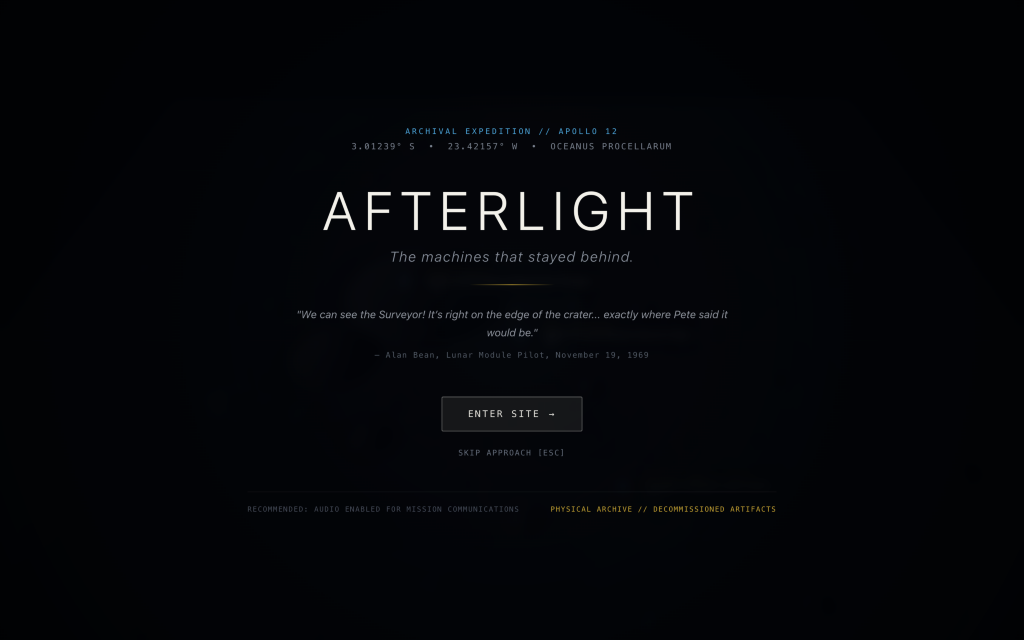 ARCHIVAL EXPEDITION // APOLLO 12
3.01239° S • 23.42157° W • OCEANUS PROCELLARUM
AFTERLIGHT
The machines that stayed behind.
"We can see the Surveyor! It's right on the edge of the crater... exactly where Pete said it
would be."
— Alan Bean, Lunar Module Pilot, November 19, 1969
ENTER SITE →
SKIP APPROACH [ESC]
RECOMMENDED: AUDIO ENABLED FOR MISSION COMMUNICATIONS
PHYSICAL ARCHIVE // DECOMMISSIONED ARTIFACTS